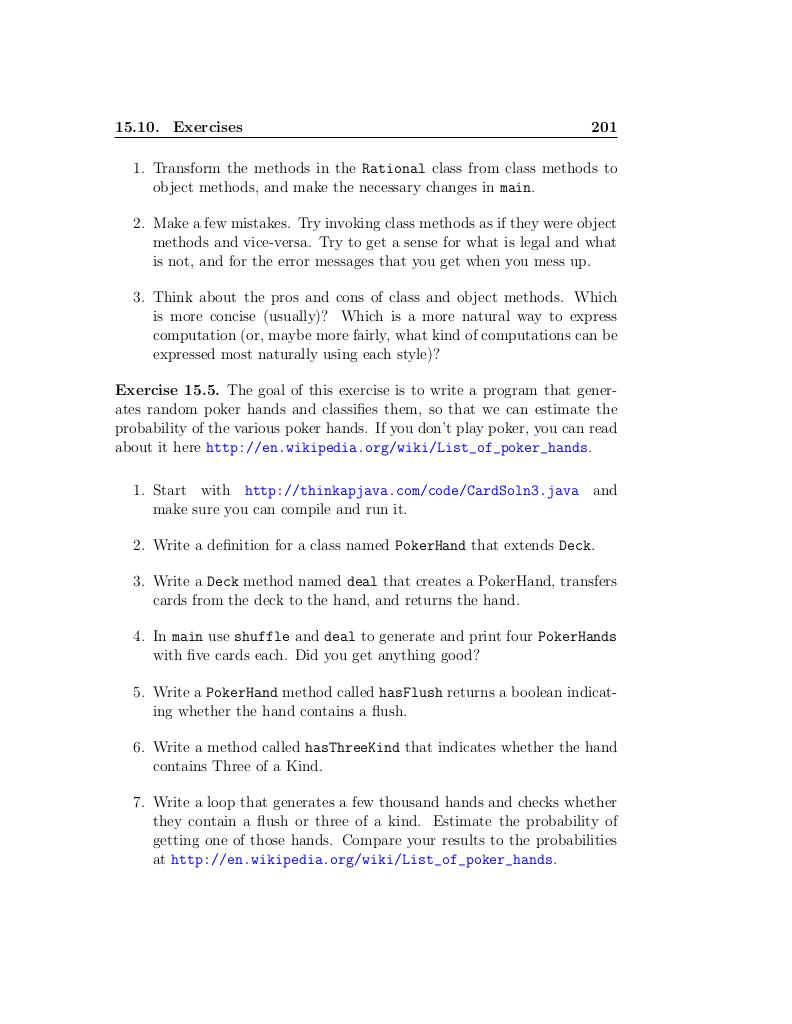 15.10. Exercises 201
1. Transform the methods in the Rational class from class methods to
object methods, and make the necessary changes in main.
2. Make a few mistakes. Try invoking class methods as if they were object
methods and vice-versa. Try to get a sense for what is legal and what
is not, and for the error messages that you get when you mess up.
3. Think about the pros and cons of class and object methods. Which
is more concise (usually)? Which is a more natural way to express
computation (or, maybe more fairly, what kind of computations can be
expressed most naturally using each style)?
Exercise 15.5. The goal of this exercise is to write a program that gener-
ates random poker hands and classifies them, so that we can estimate the
probability of the various poker hands. If you don't play poker, you can read
about it here http://en.wikipedia.org/wiki/List_of_poker_hands.
1. Start with http://thinkapjava.com/code/CardSoln3.java and
make sure you can compile and run it.
2. Write a definition for a class named PokerHand that extends Deck.
3. Write a Deck method named deal that creates a PokerHand, transfers
cards from the deck to the hand, and returns the hand.
4. In main use shuffle and deal to generate and print four PokerHands
with five cards each. Did you get anything good?
5. Write a PokerHand method called hasFlush returns a boolean indicat-
ing whether the hand contains a flush.
6. Write a method called hasThreeKind that indicates whether the hand
contains Three of a Kind.
7. Write a loop that generates a few thousand hands and checks whether
they contain a flush or three of a kind. Estimate the probability of
getting one of those hands. Compare your results to the probabilities
at http://en.wikipedia.org/wiki/List_of_poker_hands.